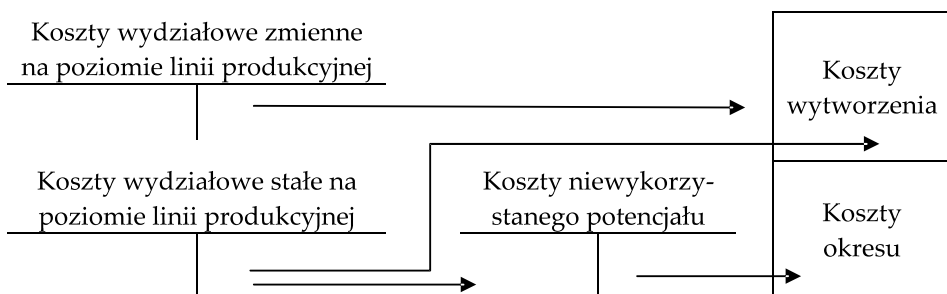 Koszty wydziałowe zmienne
na poziomie linii produkcyjnej
Koszty
wytworzenia
Koszty wydziałowe stałe na
poziomie linii produkcyjnej
Koszty niewykorzy-
stanego potencjału
Koszty
okresu